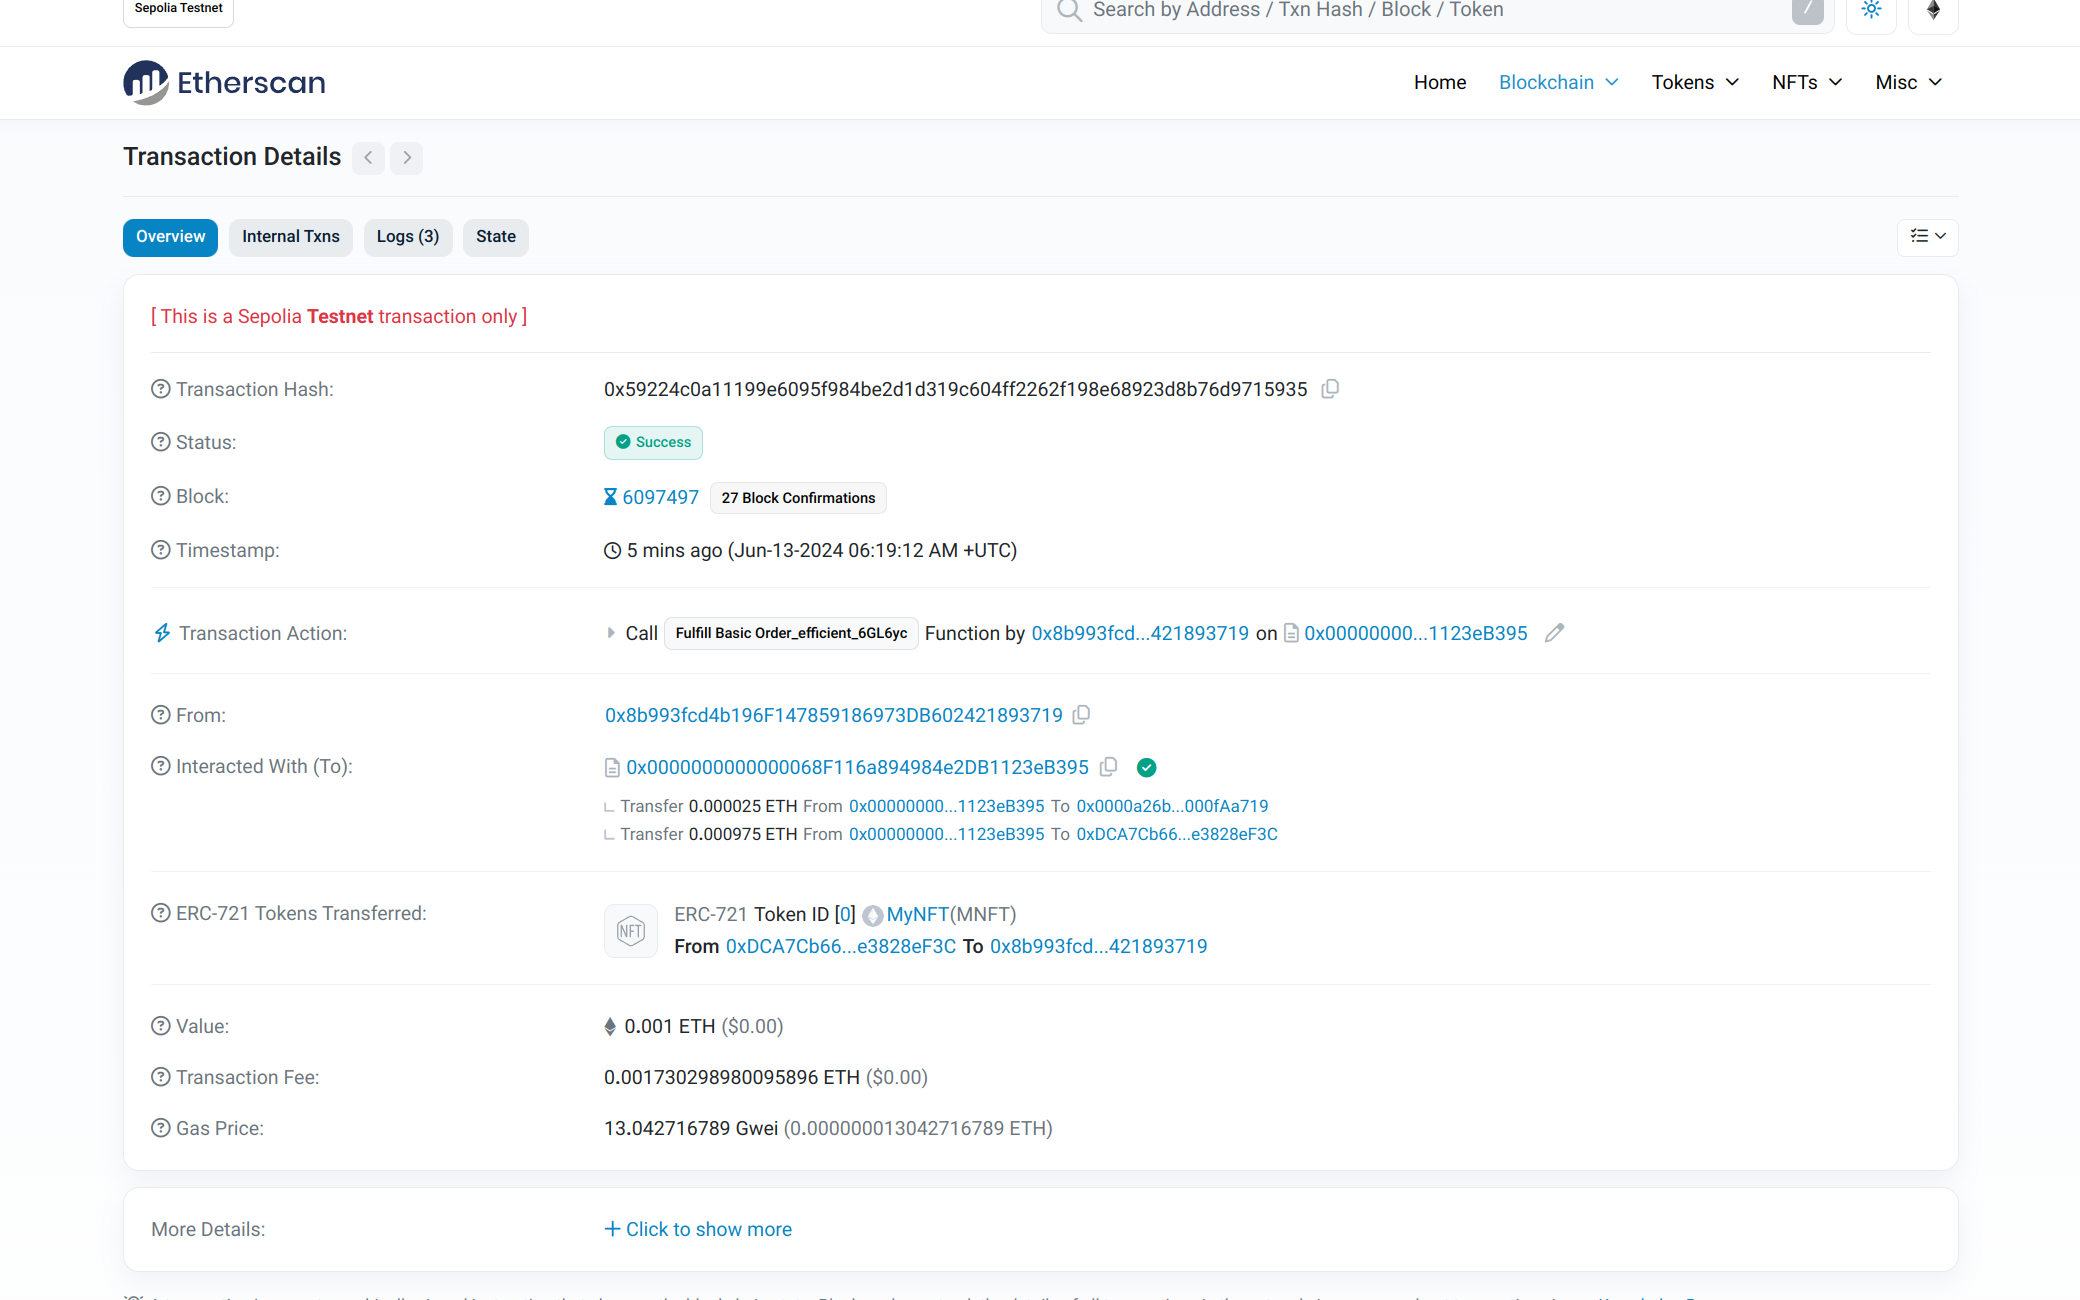 Sepolia Testnet
Search by Address / Txn Hash / Block / Token /
Etherscan
Home Blockchain Tokens NFTs Misc
Transaction Details
Overview Internal Txns Logs (3) State
[ This is a Sepolia Testnet transaction only ]
Transaction Hash: 0x59224c0a11199e6095f984be2d1d319c604ff2262f198e68923d8b76d9715935
Status: Success
Block: 6097497 27 Block Confirmations
Timestamp: 5 mins ago (Jun-13-2024 06:19:12 AM +UTC)
Transaction Action: Call Fulfill Basic Order_efficient_6GL6yc Function by 0x8b993fcd...421893719 on 0x00000000...1123eB395
From: 0x8b993fcd4b196F147859186973DB602421893719
Interacted With (To): 0x0000000000000068F116a894984e2DB1123eB395
Transfer 0.000025 ETH From 0x00000000...1123eB395 To 0x0000a26b...000fAa719
Transfer 0.000975 ETH From 0x00000000...1123eB395 To 0xDCA7Cb66...e3828eF3C
ERC-721 Tokens Transferred: NFT ERC-721 Token ID [0] MyNFT(MNFT)
From 0xDCA7Cb66...e3828eF3C To 0x8b993fcd...421893719
Value: 0.001 ETH ($0.00)
Transaction Fee: 0.001730298980095896 ETH ($0.00)
Gas Price: 13.042716789 Gwei (0.000000013042716789 ETH)
More Details: + Click to show more